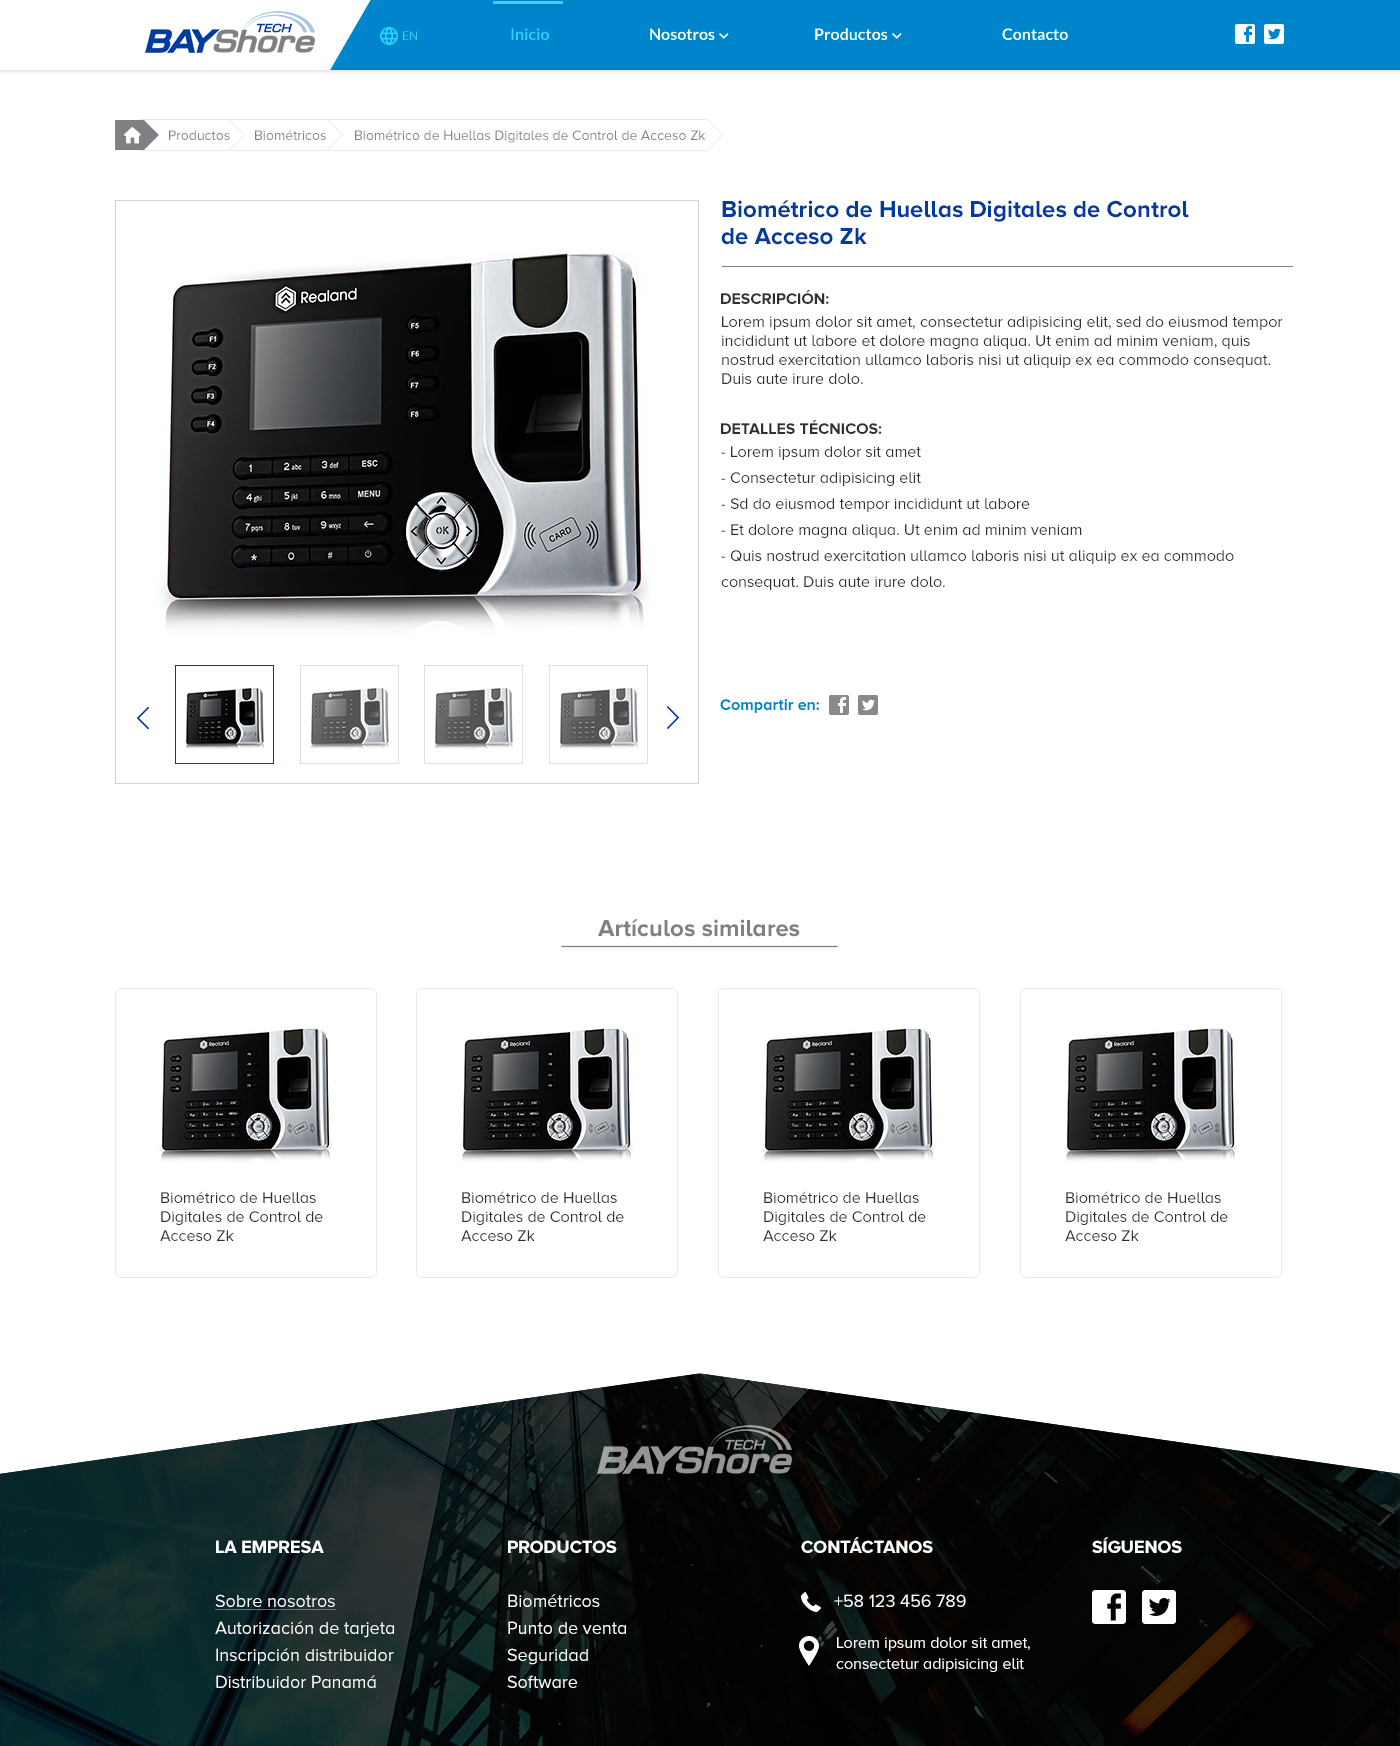 BAYShore TECH
EN
Inicio
Nosotros
Productos
Contacto
Productos
Biométricos
Biométrico de Huellas Digitales de Control de Acceso Zk
Realand
F1
F2
F3
F4
F5
F6
F7
F8
1 2 abc 3 def ESC
4 ghi 5 jkl 6 mno MENU
7 pqrs 8 tuv 9 wxyz ←
* 0 #
OK
CARD
Biométrico de Huellas Digitales de Control
de Acceso Zk
DESCRIPCIÓN:
Lorem ipsum dolor sit amet, consectetur adipisicing elit, sed do eiusmod tempor
incididunt ut labore et dolore magna aliqua. Ut enim ad minim veniam, quis
nostrud exercitation ullamco laboris nisi ut aliquip ex ea commodo consequat.
Duis aute irure dolo.
DETALLES TÉCNICOS:
- Lorem ipsum dolor sit amet
- Consectetur adipisicing elit
- Sd do eiusmod tempor incididunt ut labore
- Et dolore magna aliqua. Ut enim ad minim veniam
- Quis nostrud exercitation ullamco laboris nisi ut aliquip ex ea commodo
consequat. Duis aute irure dolo.
Compartir en:
Artículos similares
Realand
Biométrico de Huellas
Digitales de Control de
Acceso Zk
Realand
Biométrico de Huellas
Digitales de Control de
Acceso Zk
Realand
Biométrico de Huellas
Digitales de Control de
Acceso Zk
Realand
Biométrico de Huellas
Digitales de Control de
Acceso Zk
BAYShore TECH
LA EMPRESA
Sobre nosotros
Autorización de tarjeta
Inscripción distribuidor
Distribuidor Panamá
PRODUCTOS
Biométricos
Punto de venta
Seguridad
Software
CONTÁCTANOS
+58 123 456 789
Lorem ipsum dolor sit amet,
consectetur adipisicing elit
SÍGUENOS